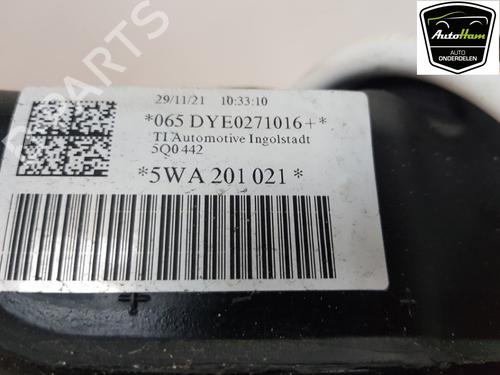 AutoHam
AUTO
ONDERDELEN
29/11/21 10:33:10
*065 DYE0271016+*
TI Automotive Ingolstadt
5Q0 442
*5WA 201 021*
PARTS